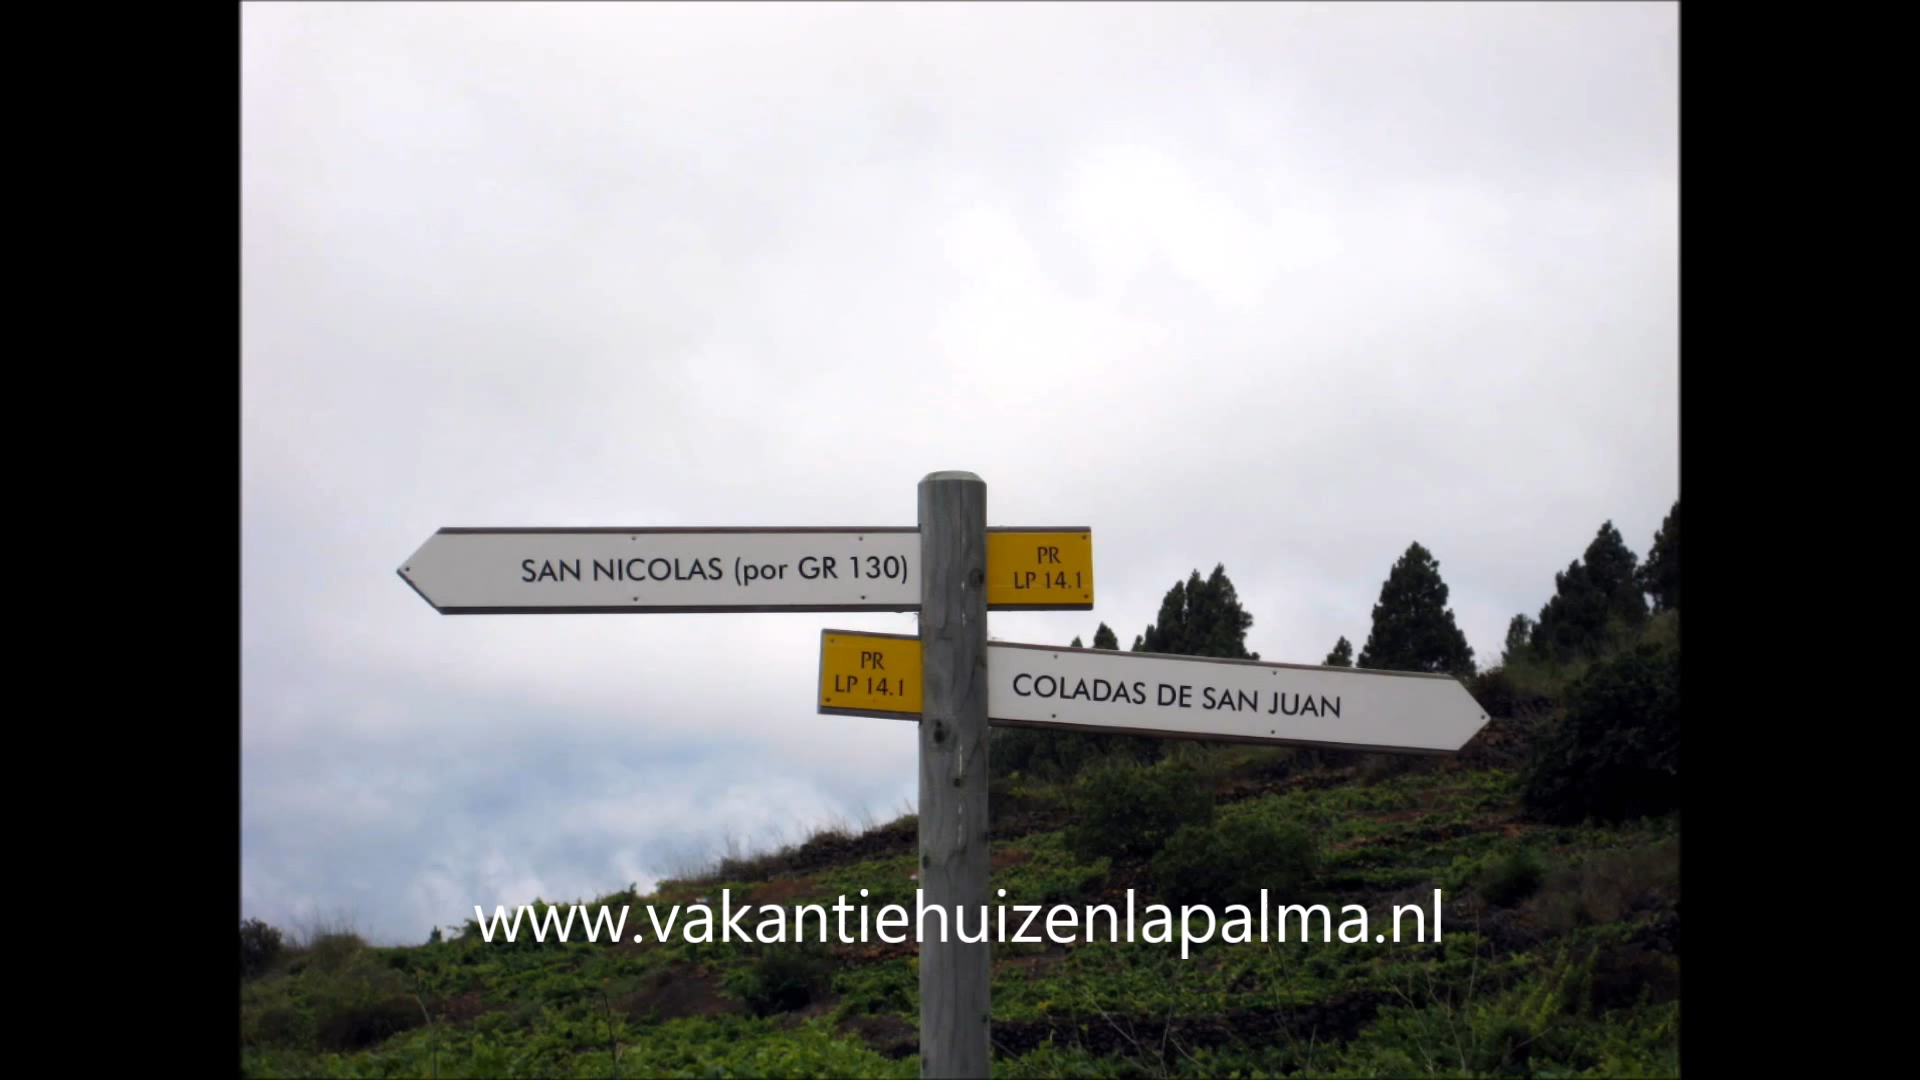 SAN NICOLAS (por GR 130)
PR
LP 14.1
PR
LP 14.1
COLADAS DE SAN JUAN
www.vakantiehuizenlapalma.nl